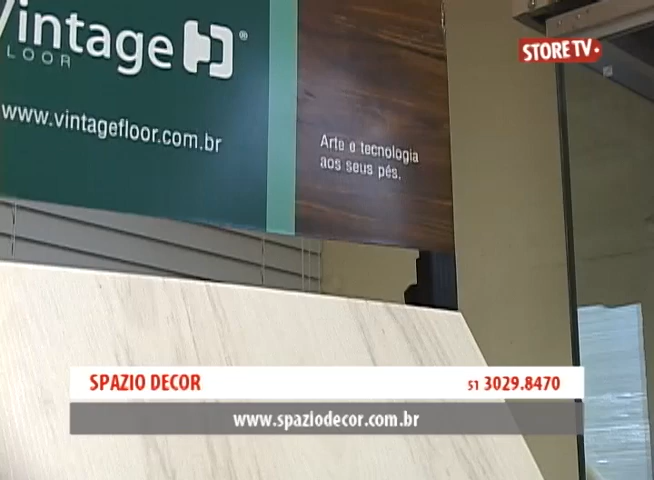 Vintage
FLOOR
www.vintagefloor.com.br
Arte e tecnologia
aos seus pés.
STORE TV
SPAZIO DECOR
51 3029.8470
www.spaziodecor.com.br